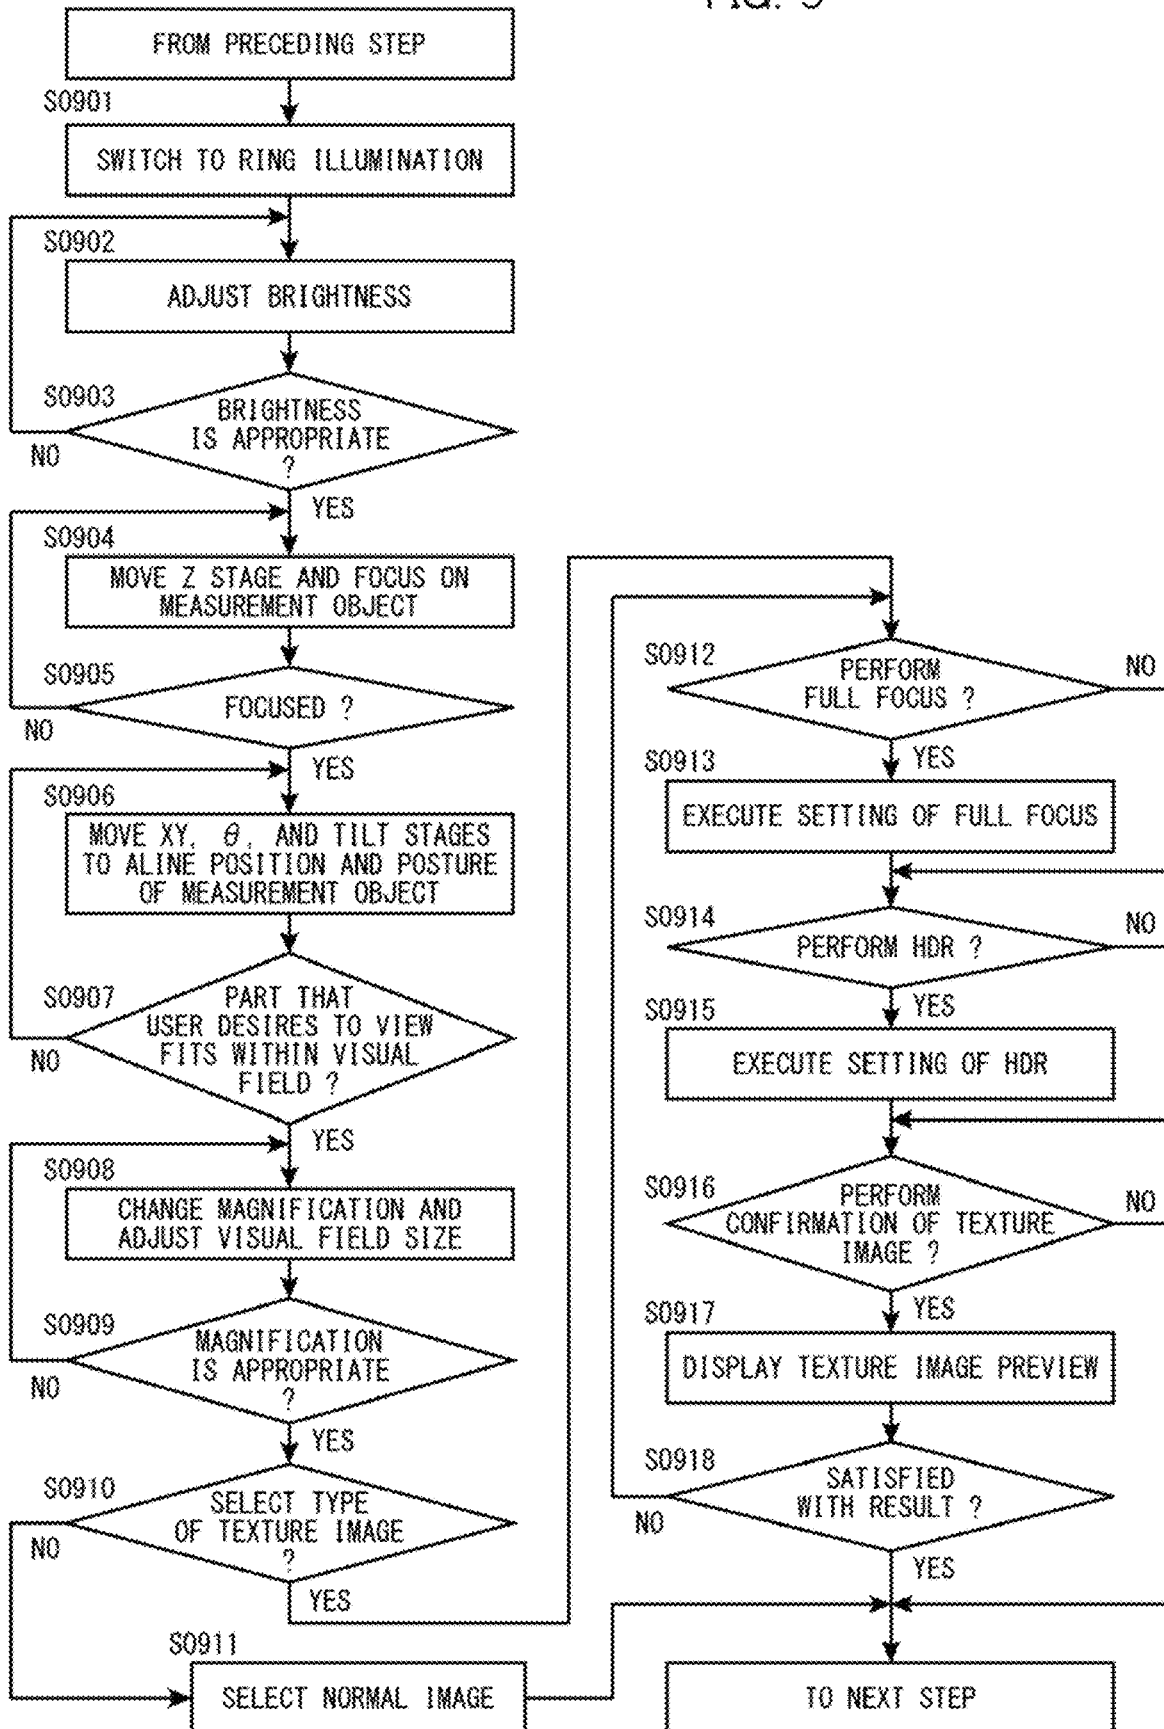 FROM PRECEDING STEP
S0901
SWITCH TO RING ILLUMINATION
S0902
ADJUST BRIGHTNESS
S0903
BRIGHTNESS
IS APPROPRIATE
?
NO
YES
S0904
MOVE Z STAGE AND FOCUS ON
MEASUREMENT OBJECT
S0905
FOCUSED ?
NO
YES
S0906
MOVE XY, θ, AND TILT STAGES
TO ALINE POSITION AND POSTURE
OF MEASUREMENT OBJECT
S0907
PART THAT
USER DESIRES TO VIEW
FITS WITHIN VISUAL
FIELD ?
NO
YES
S0908
CHANGE MAGNIFICATION AND
ADJUST VISUAL FIELD SIZE
S0909
MAGNIFICATION
IS APPROPRIATE
?
NO
YES
S0910
SELECT TYPE
OF TEXTURE IMAGE
?
NO
YES
S0911
SELECT NORMAL IMAGE
S0912
PERFORM
FULL FOCUS ?
NO
YES
S0913
EXECUTE SETTING OF FULL FOCUS
S0914
PERFORM HDR ?
NO
YES
S0915
EXECUTE SETTING OF HDR
S0916
PERFORM
CONFIRMATION OF TEXTURE
IMAGE ?
NO
YES
S0917
DISPLAY TEXTURE IMAGE PREVIEW
S0918
SATISFIED
WITH RESULT ?
NO
YES
TO NEXT STEP